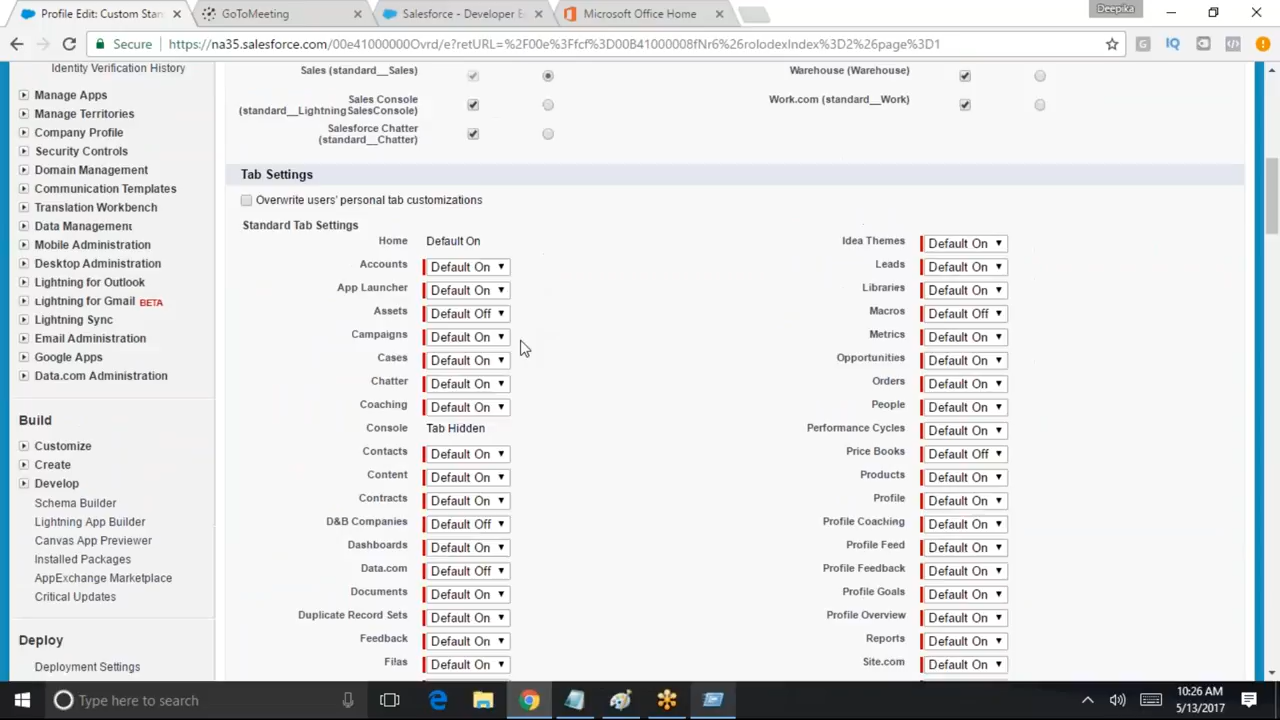 Profile Edit: Custom Stan
GoToMeeting
Salesforce - Developer E
Microsoft Office Home
Deepika
Secure
https://na35.salesforce.com/00e41000000Ovrd/e?retURL=%2F00e%3Ffcf%3D00B41000008fNr6%26rolodexIndex%3D2%26page%3D1
Identity Verification History
Manage Apps
Manage Territories
Company Profile
Security Controls
Domain Management
Communication Templates
Translation Workbench
Data Management
Mobile Administration
Desktop Administration
Lightning for Outlook
Lightning for Gmail BETA
Lightning Sync
Email Administration
Google Apps
Data.com Administration
Build
Customize
Create
Develop
Schema Builder
Lightning App Builder
Canvas App Previewer
Installed Packages
AppExchange Marketplace
Critical Updates
Deploy
Deployment Settings
Sales (standard__Sales)
Warehouse (Warehouse)
Sales Console
(standard__LightningSalesConsole)
Work.com (standard__Work)
Salesforce Chatter
(standard__Chatter)
Tab Settings
Overwrite users' personal tab customizations
Standard Tab Settings
Home Default On
Idea Themes Default On
Accounts Default On
Leads Default On
App Launcher Default On
Libraries Default On
Assets Default Off
Macros Default Off
Campaigns Default On
Metrics Default On
Cases Default On
Opportunities Default On
Chatter Default On
Orders Default On
Coaching Default On
People Default On
Console Tab Hidden
Performance Cycles Default On
Contacts Default On
Price Books Default Off
Content Default On
Products Default On
Contracts Default On
Profile Default On
D&B Companies Default Off
Profile Coaching Default On
Dashboards Default On
Profile Feed Default On
Data.com Default Off
Profile Feedback Default On
Documents Default On
Profile Goals Default On
Duplicate Record Sets Default On
Profile Overview Default On
Feedback Default On
Reports Default On
Files Default On
Site.com Default On
Type here to search
10:26 AM
5/13/2017